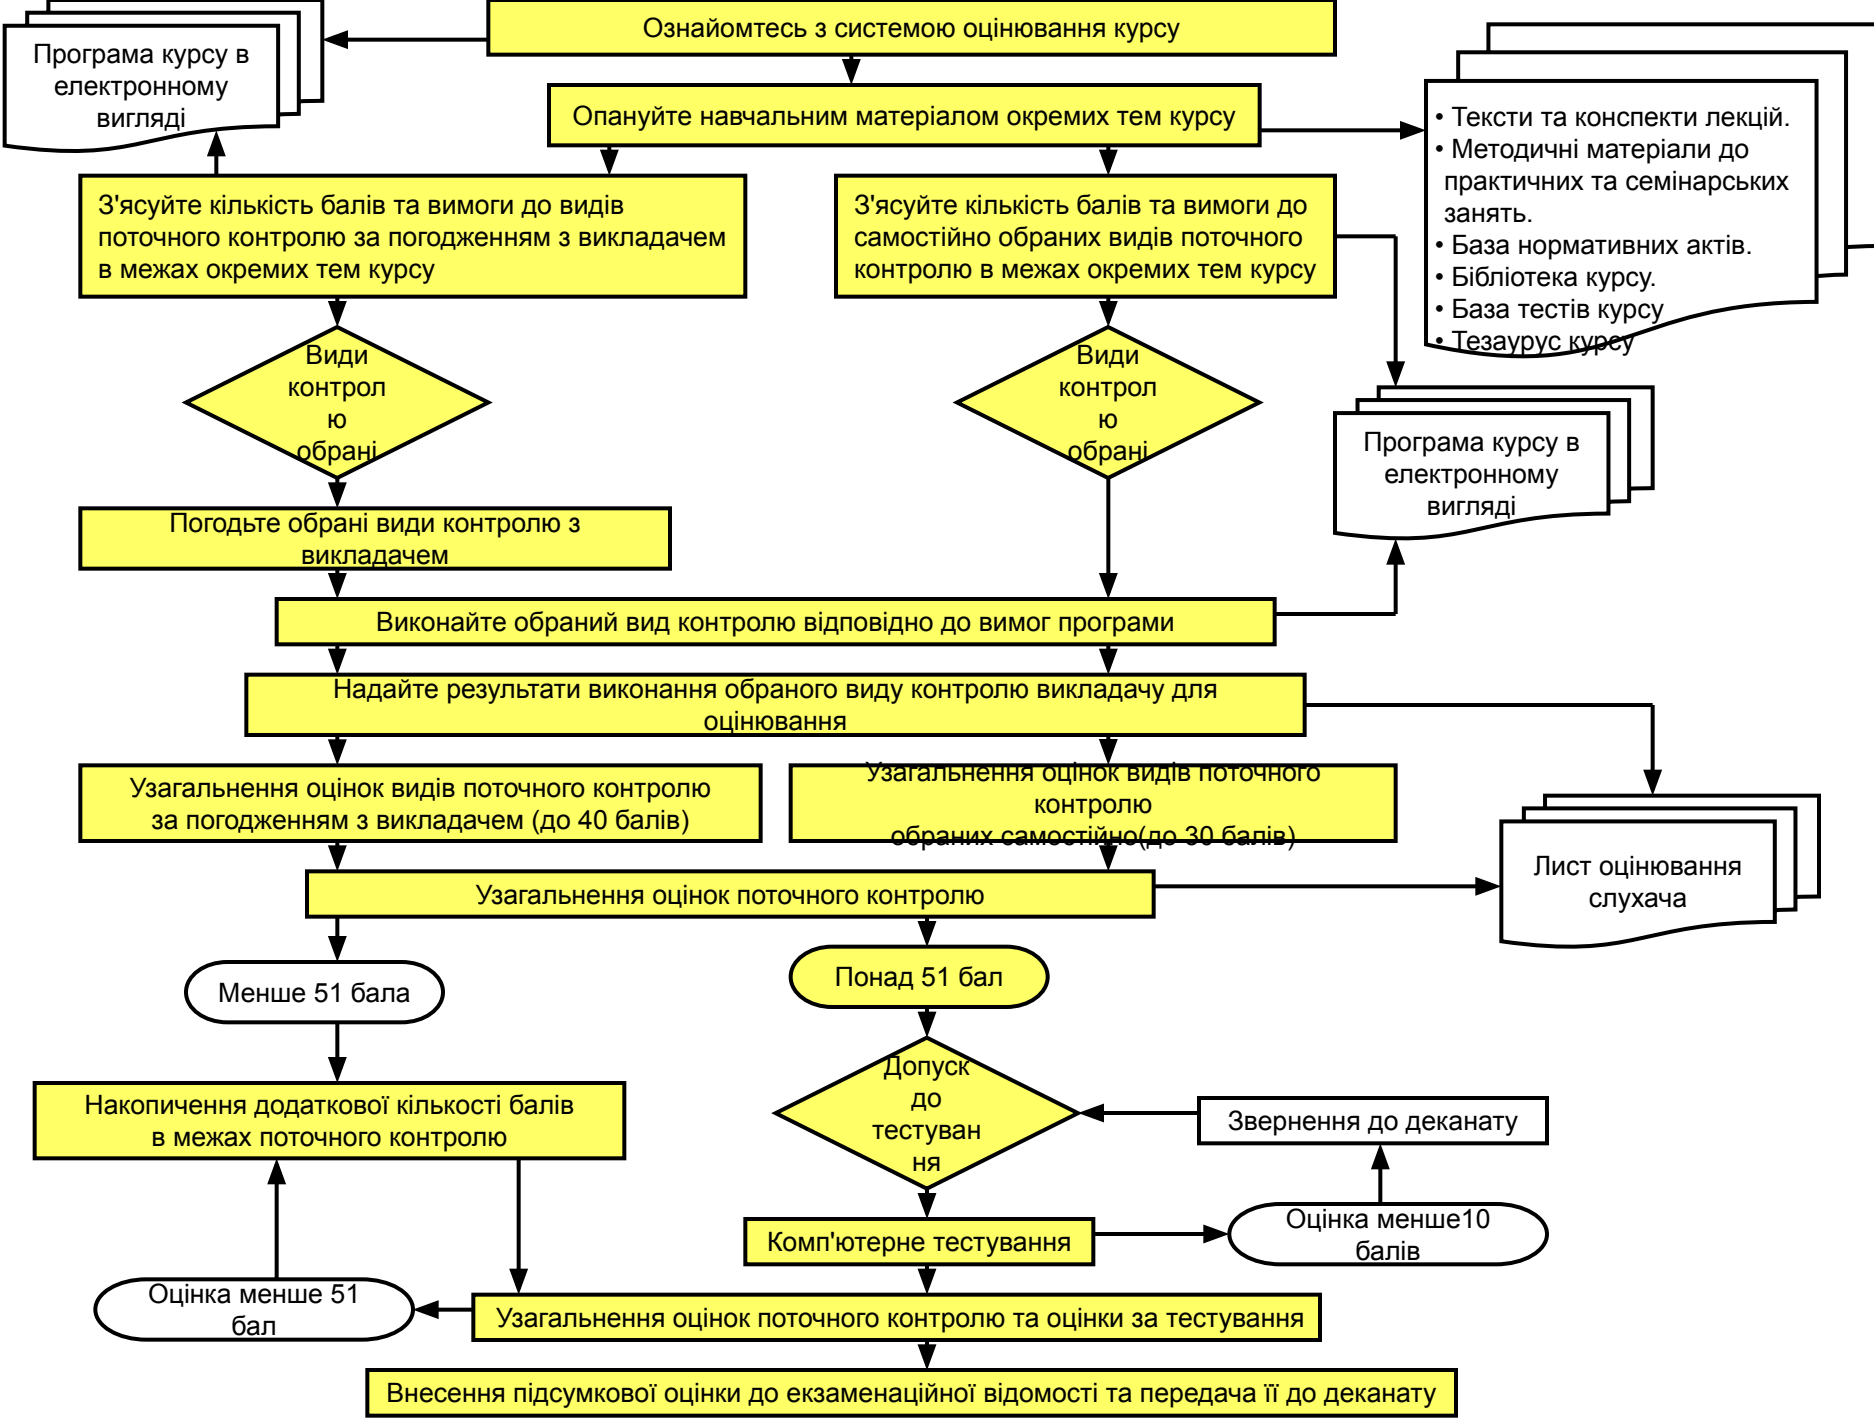 Ознайомтесь з системою оцінювання курсу
Програма курсу в
електронному
вигляді
Опануйте навчальним матеріалом окремих тем курсу
• Тексти та конспекти лекцій.
• Методичні матеріали до
практичних та семінарських
занять.
• База нормативних актів.
• Бібліотека курсу.
• База тестів курсу
• Тезаурус курсу
З'ясуйте кількість балів та вимоги до видів
поточного контролю за погодженням з викладачем
в межах окремих тем курсу
З'ясуйте кількість балів та вимоги до
самостійно обраних видів поточного
контролю в межах окремих тем курсу
Види
контрол
ю
обрані
Види
контрол
ю
обрані
Програма курсу в
електронному
вигляді
Погодьте обрані види контролю з
викладачем
Виконайте обраний вид контролю відповідно до вимог програми
Надайте результати виконання обраного виду контролю викладачу для
оцінювання
Узагальнення оцінок видів поточного контролю
за погодженням з викладачем (до 40 балів)
Узагальнення оцінок видів поточного
контролю
обраних самостійно(до 30 балів)
Узагальнення оцінок поточного контролю
Лист оцінювання
слухача
Менше 51 бала
Понад 51 бал
Накопичення додаткової кількості балів
в межах поточного контролю
Допуск
до
тестуван
ня
Звернення до деканату
Комп'ютерне тестування
Оцінка менше10
балів
Оцінка менше 51
бал
Узагальнення оцінок поточного контролю та оцінки за тестування
Внесення підсумкової оцінки до екзаменаційної відомості та передача її до деканату